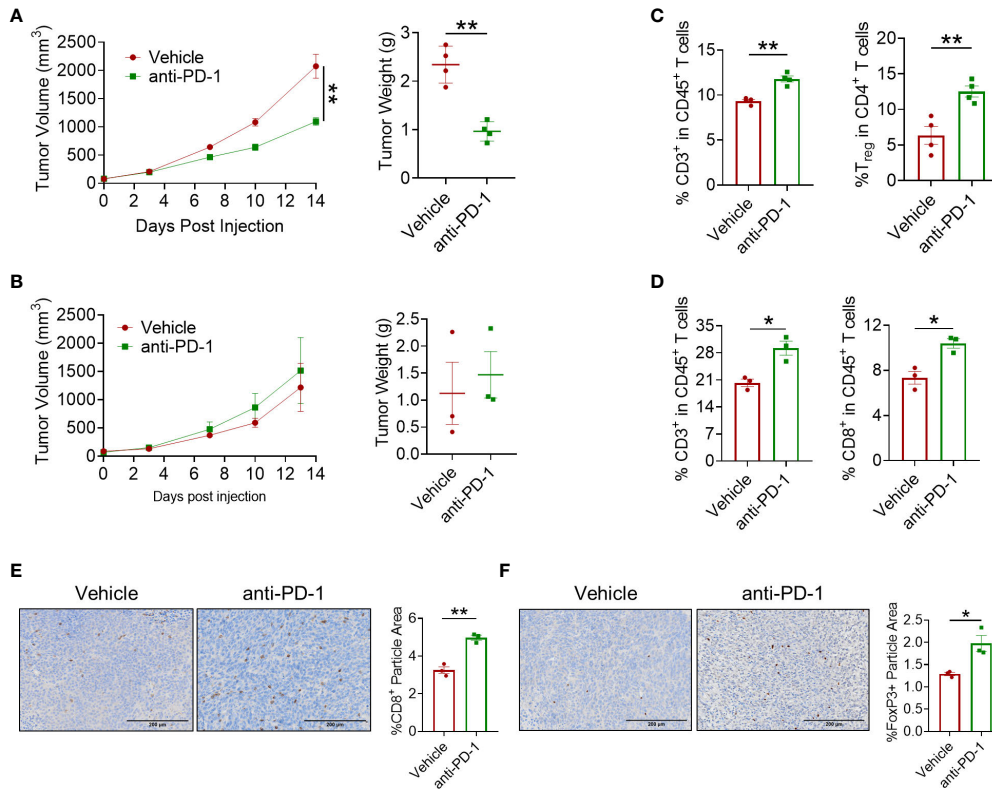 A
Tumor Volume (mm³)
2500
2000
1500
1000
500
0
0 2 4 6 8 10 12 14
Days Post Injection
Vehicle
anti-PD-1
**
Tumor Weight (g)
3
2
1
0
**
Vehicle
anti-PD-1
B
Tumor Volume (mm³)
2500
2000
1500
1000
500
0
0 2 4 6 8 10 12 14
Days post injection
Vehicle
anti-PD-1
Tumor Weight (g)
2.5
2.0
1.5
1.0
0.5
0.0
Vehicle
anti-PD-1
C
% CD3⁺ in CD45⁺ T cells
15
10
5
0
**
Vehicle
anti-PD-1
%Treg in CD4⁺ T cells
20
15
10
5
0
**
Vehicle
anti-PD-1
D
% CD3⁺ in CD45⁺ T cells
35
28
21
14
7
0
*
Vehicle
anti-PD-1
% CD8⁺ in CD45⁺ T cells
12
8
4
0
*
Vehicle
anti-PD-1
E
Vehicle
anti-PD-1
200 µm
200 µm
%CD8⁺ Particle Area
6
4
2
0
**
Vehicle
anti-PD-1
F
Vehicle
anti-PD-1
200 µm
200 µm
%FoxP3+ Particle Area
2.5
2.0
1.5
1.0
0.5
0.0
*
Vehicle
anti-PD-1